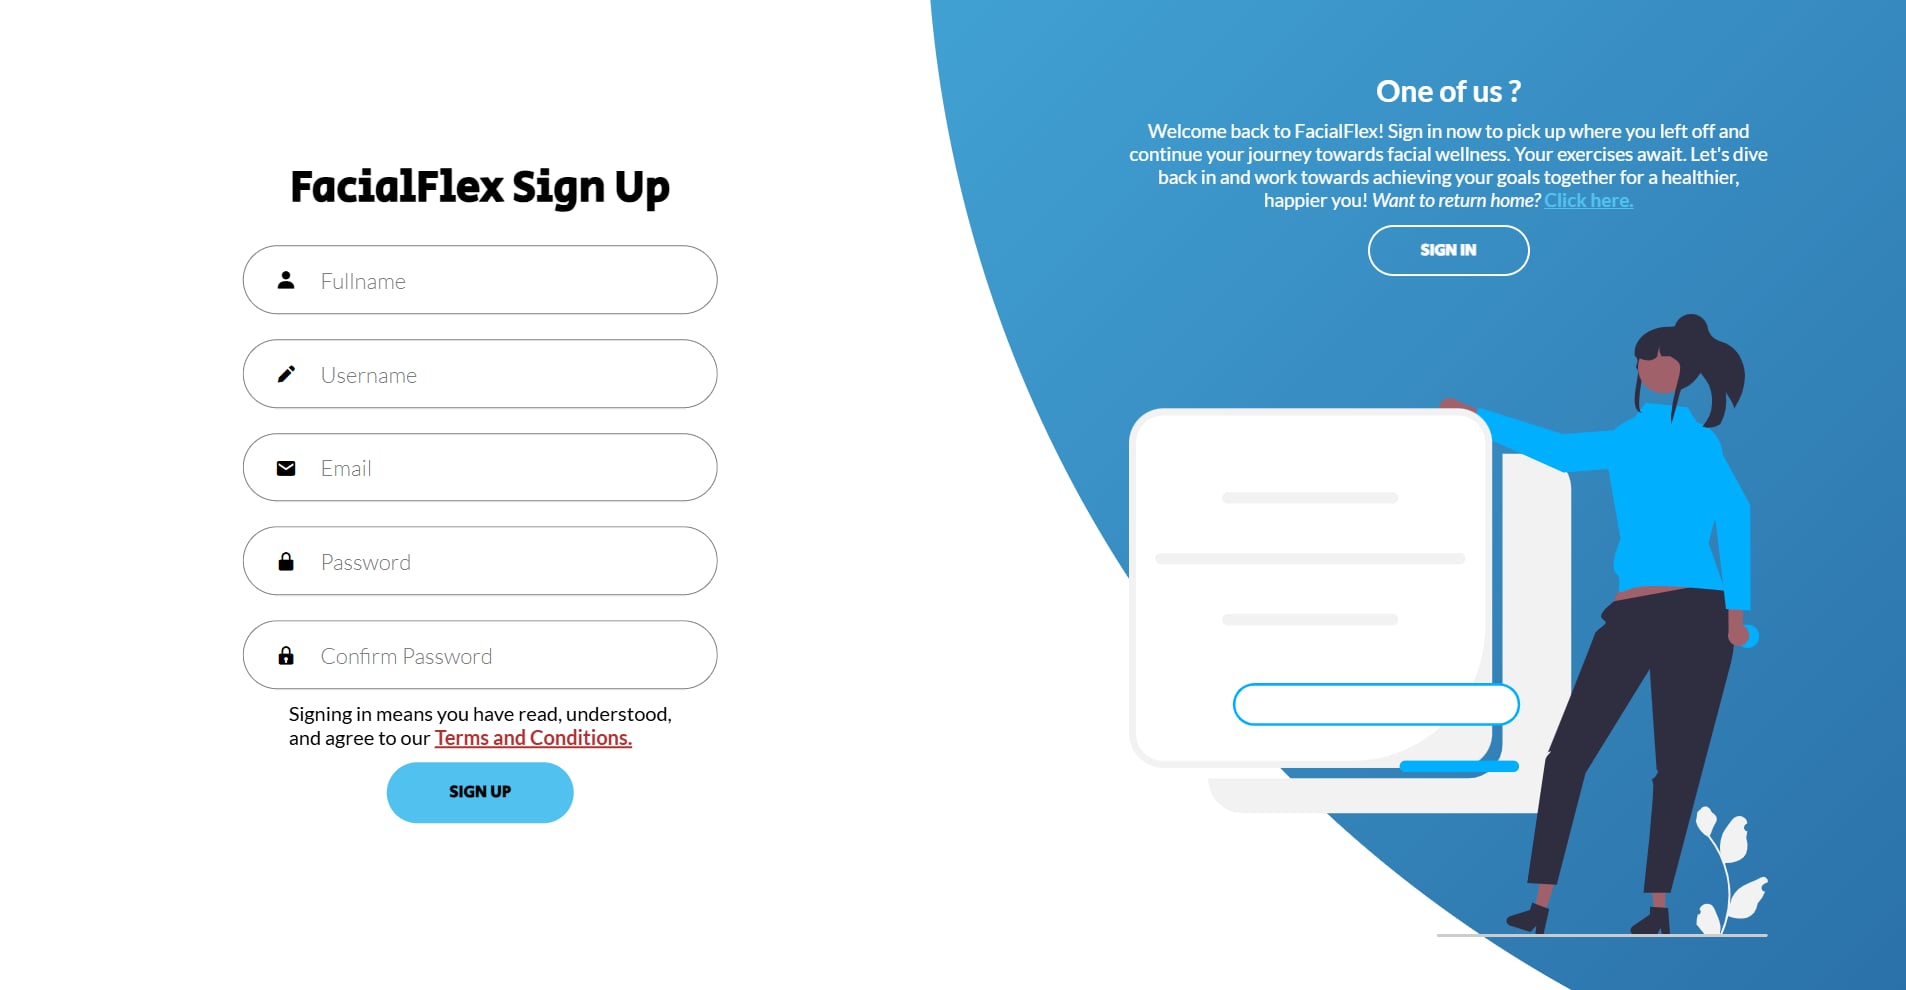 FacialFlex Sign Up
Fullname
Username
Email
Password
Confirm Password
Signing in means you have read, understood,
and agree to our Terms and Conditions.
SIGN UP
One of us ?
Welcome back to FacialFlex! Sign in now to pick up where you left off and
continue your journey towards facial wellness. Your exercises await. Let's dive
back in and work towards achieving your goals together for a healthier,
happier you! Want to return home? Click here.
SIGN IN